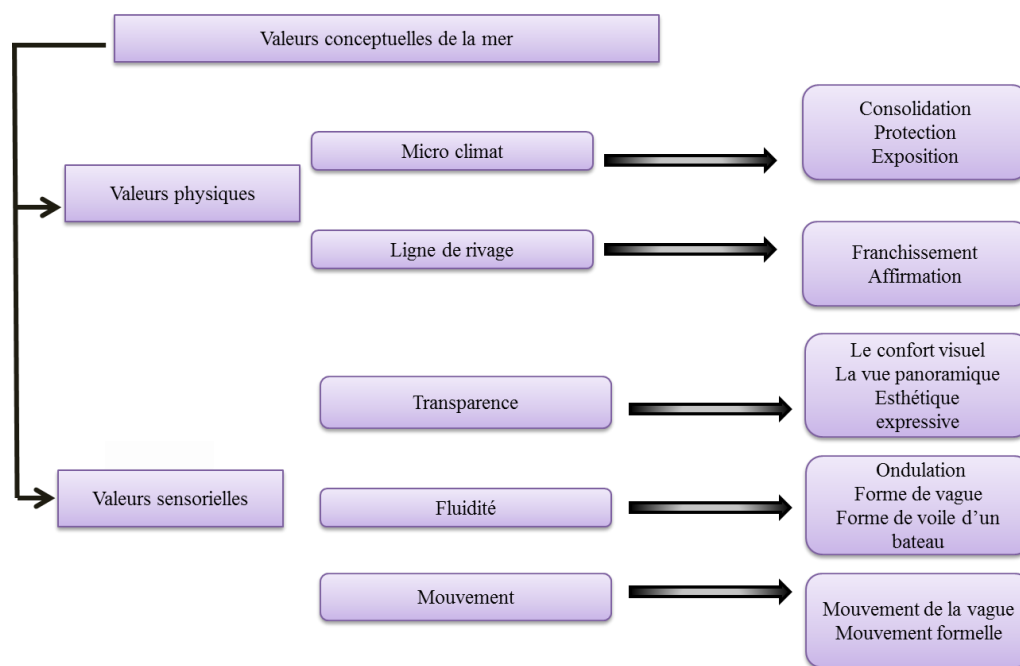 Valeurs conceptuelles de la mer
Valeurs physiques
Micro climat
Consolidation
Protection
Exposition
Ligne de rivage
Franchissement
Affirmation
Valeurs sensorielles
Transparence
Le confort visuel
La vue panoramique
Esthétique
expressive
Fluidité
Ondulation
Forme de vague
Forme de voile d’un
bateau
Mouvement
Mouvement de la vague
Mouvement formelle